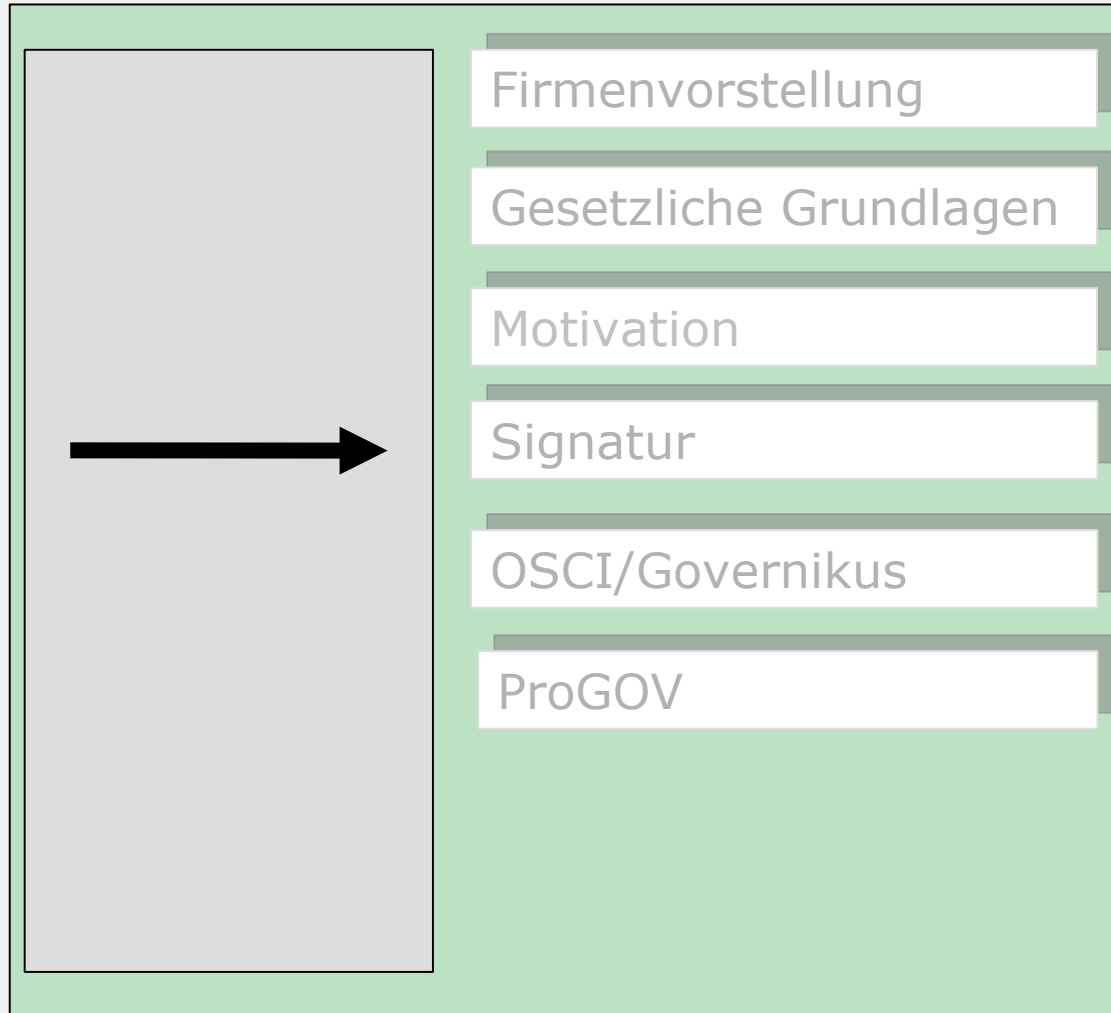 Firmenvorstellung
Gesetzliche Grundlagen
Motivation
Signatur
OSCI/Governikus
ProGOV